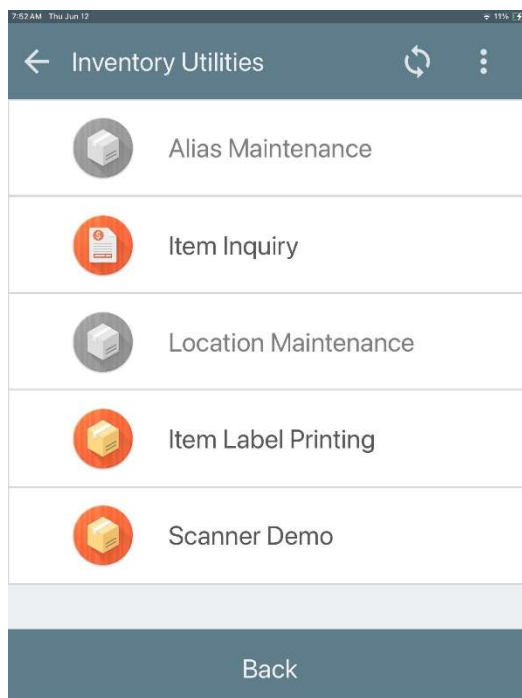 7:52 AM Thu Jun 12
11%
Inventory Utilities
Alias Maintenance
Item Inquiry
Location Maintenance
Item Label Printing
Scanner Demo
Back